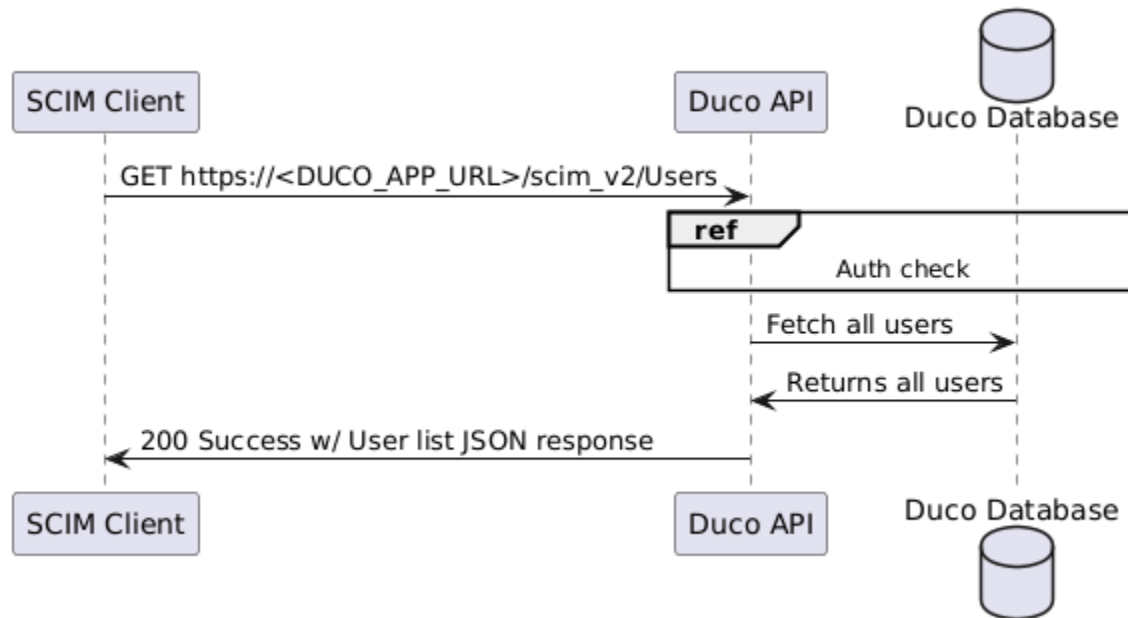 SCIM Client
Duco API
Duco Database
GET https://<DUCO_APP_URL>/scim_v2/Users
ref
Auth check
Fetch all users
Returns all users
200 Success w/ User list JSON response
SCIM Client
Duco API
Duco Database